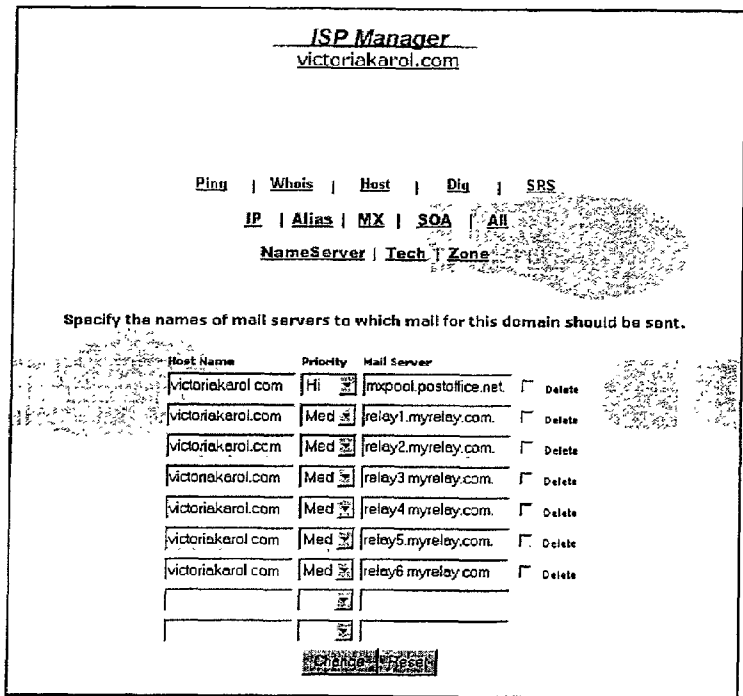 ISP Manager
victoriakarol.com
Ping | Whois | Host | Dig | SRS
IP | Alias | MX | SOA | All
NameServer | Tech | Zone
Specify the names of mail servers to which mail for this domain should be sent.
Host Name Priority Mail Server
victoriakarol com Hi mxpool.postoffice.net. Delete
victoriakarol.com Med relay1.myrelay.com. Delete
victoriakarol.com Med relay2.myrelay.com. Delete
victoriakarol.com Med relay3 myrelay.com. Delete
victoriakarol com Med relay4 myrelay com. Delete
victoriakarol.com Med relay5.myrelay.com. Delete
victoriakarol com Med relay6 myrelay com Delete
Change Reset